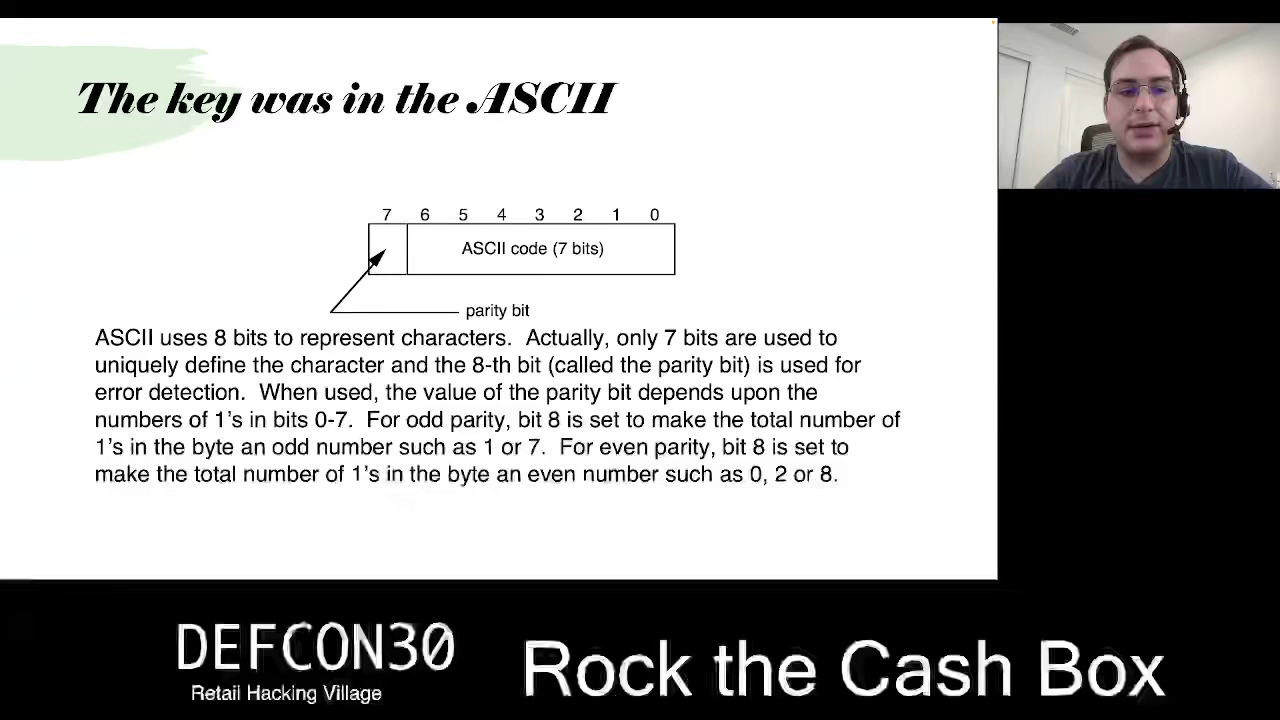 The key was in the ASCII
7 6 5 4 3 2 1 0
ASCII code (7 bits)
parity bit
ASCII uses 8 bits to represent characters.  Actually, only 7 bits are used to
uniquely define the character and the 8-th bit (called the parity bit) is used for
error detection.  When used, the value of the parity bit depends upon the
numbers of 1's in bits 0-7.  For odd parity, bit 8 is set to make the total number of
1's in the byte an odd number such as 1 or 7.  For even parity, bit 8 is set to
make the total number of 1's in the byte an even number such as 0, 2 or 8.
DEFCON30
Retail Hacking Village
Rock the Cash Box